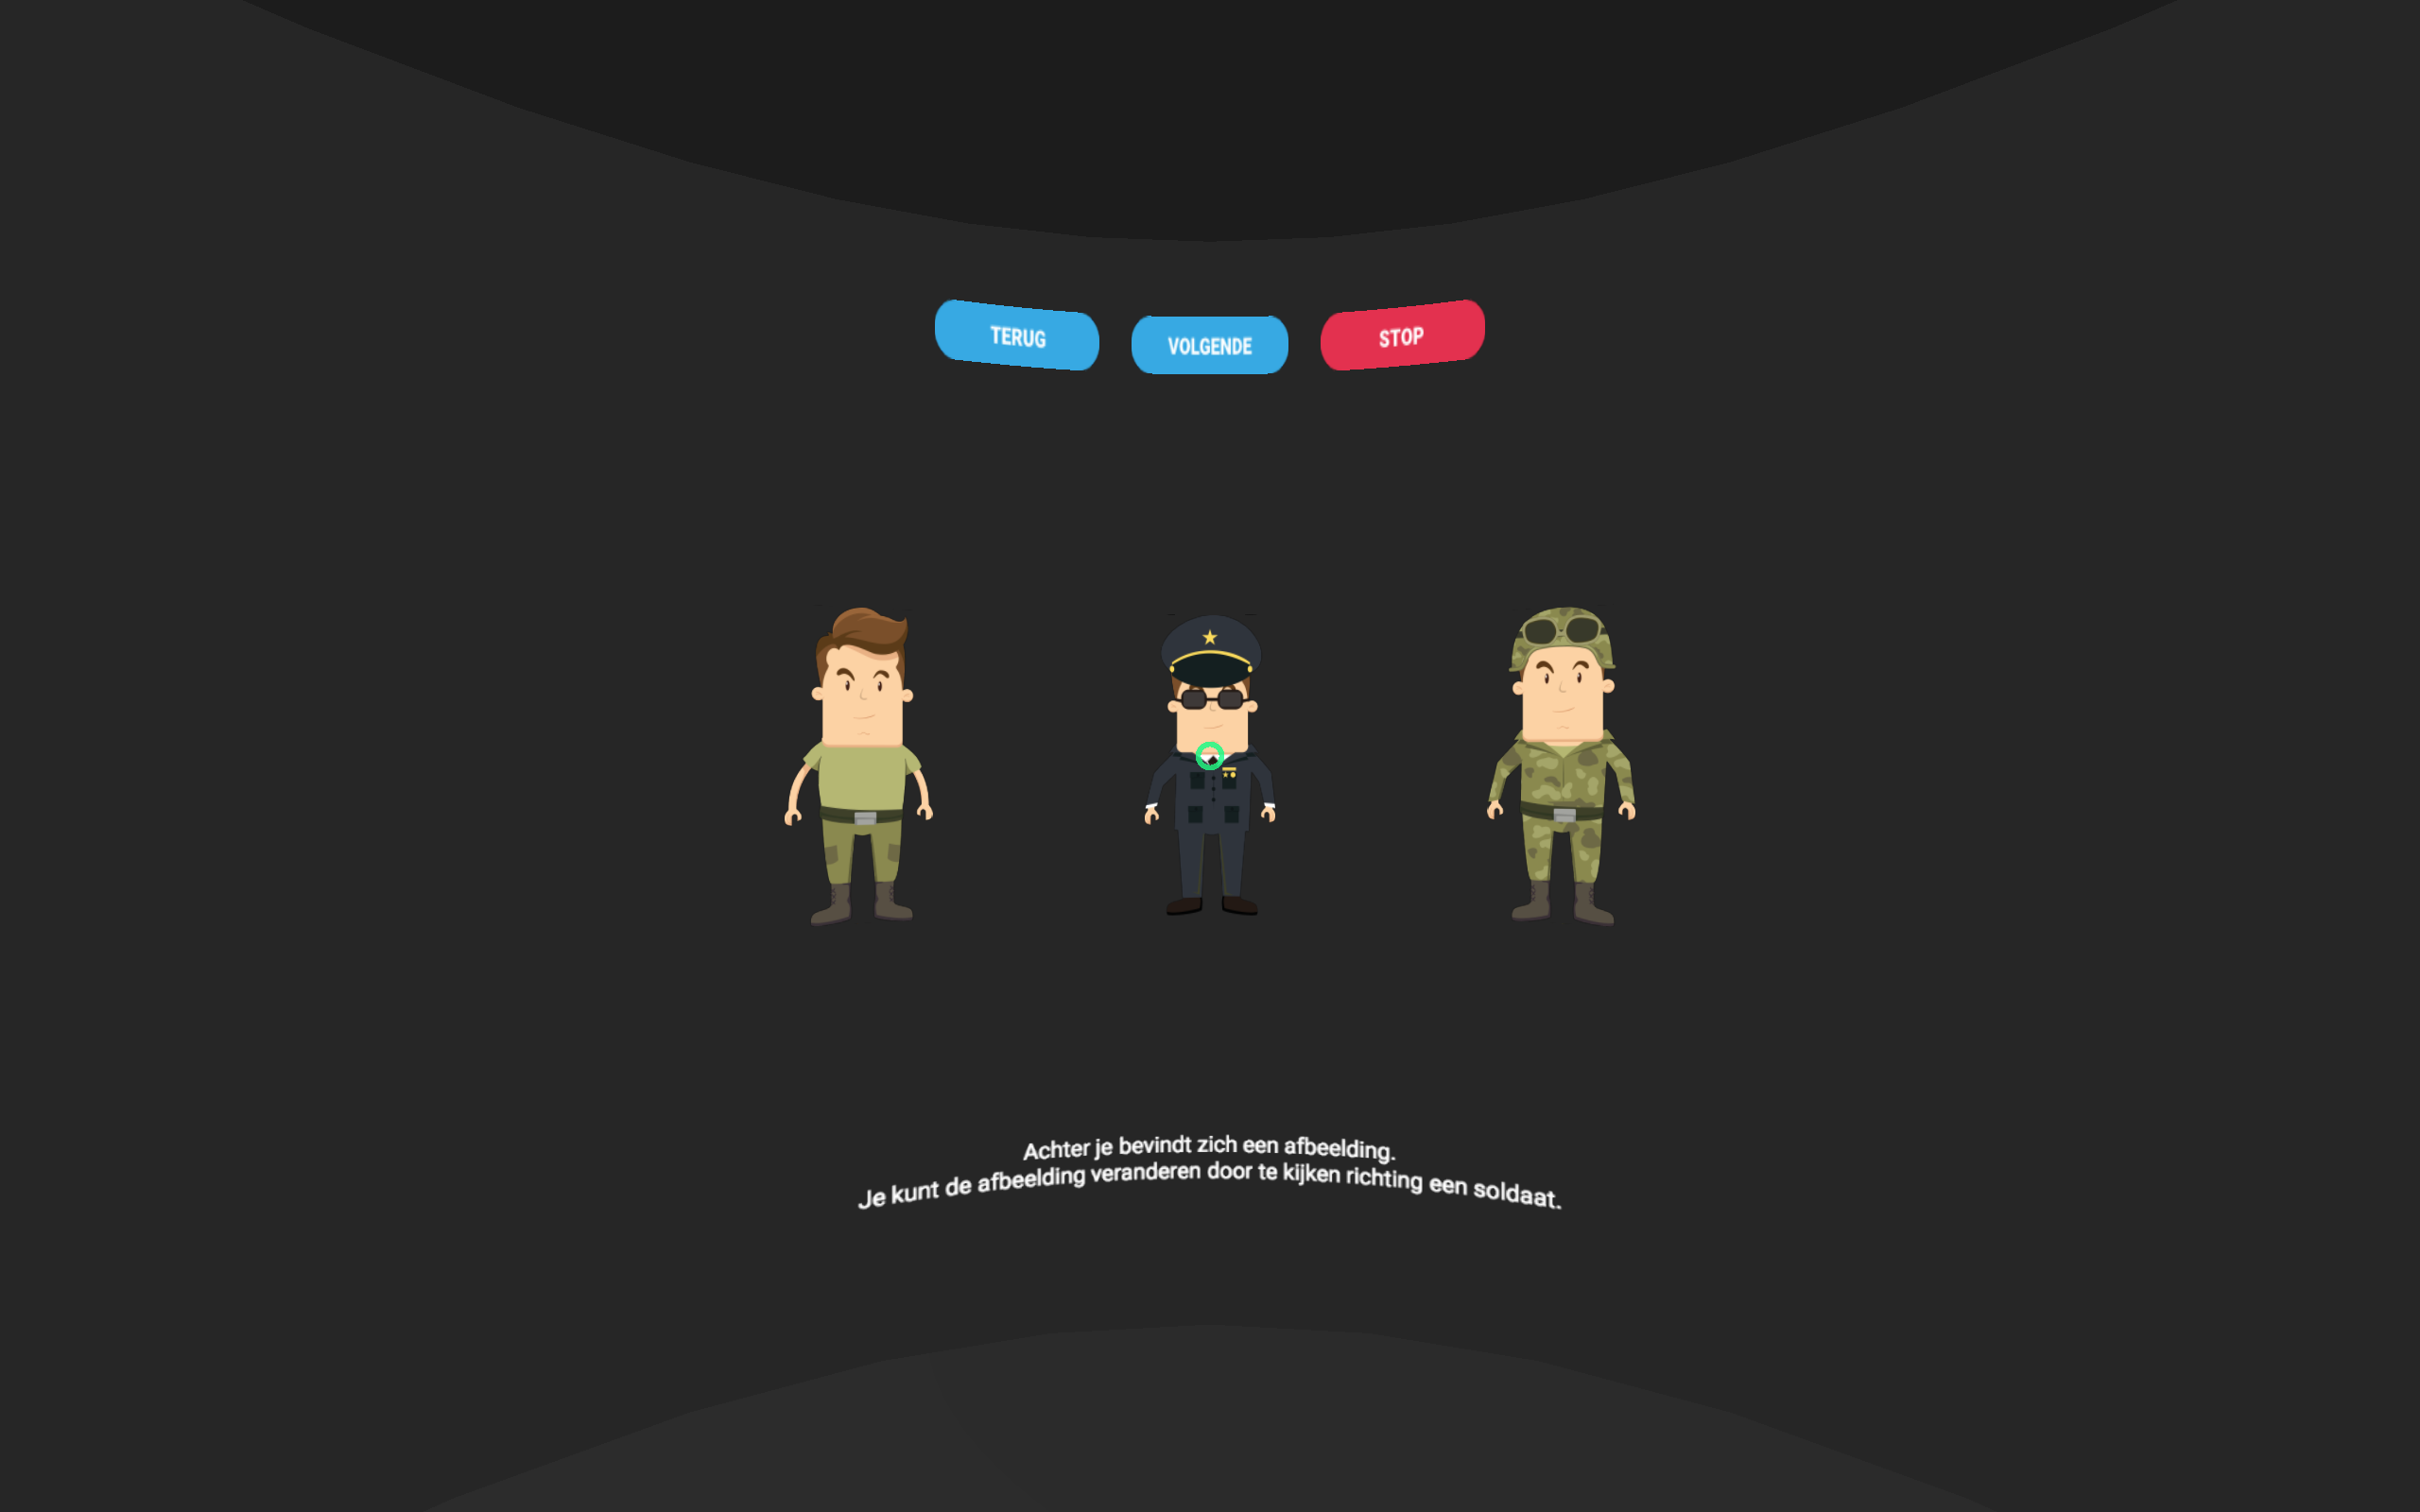 TERUG
VOLGENDE
STOP
Achter je bevindt zich een afbeelding.
Je kunt de afbeelding veranderen door te kijken richting een soldaat.